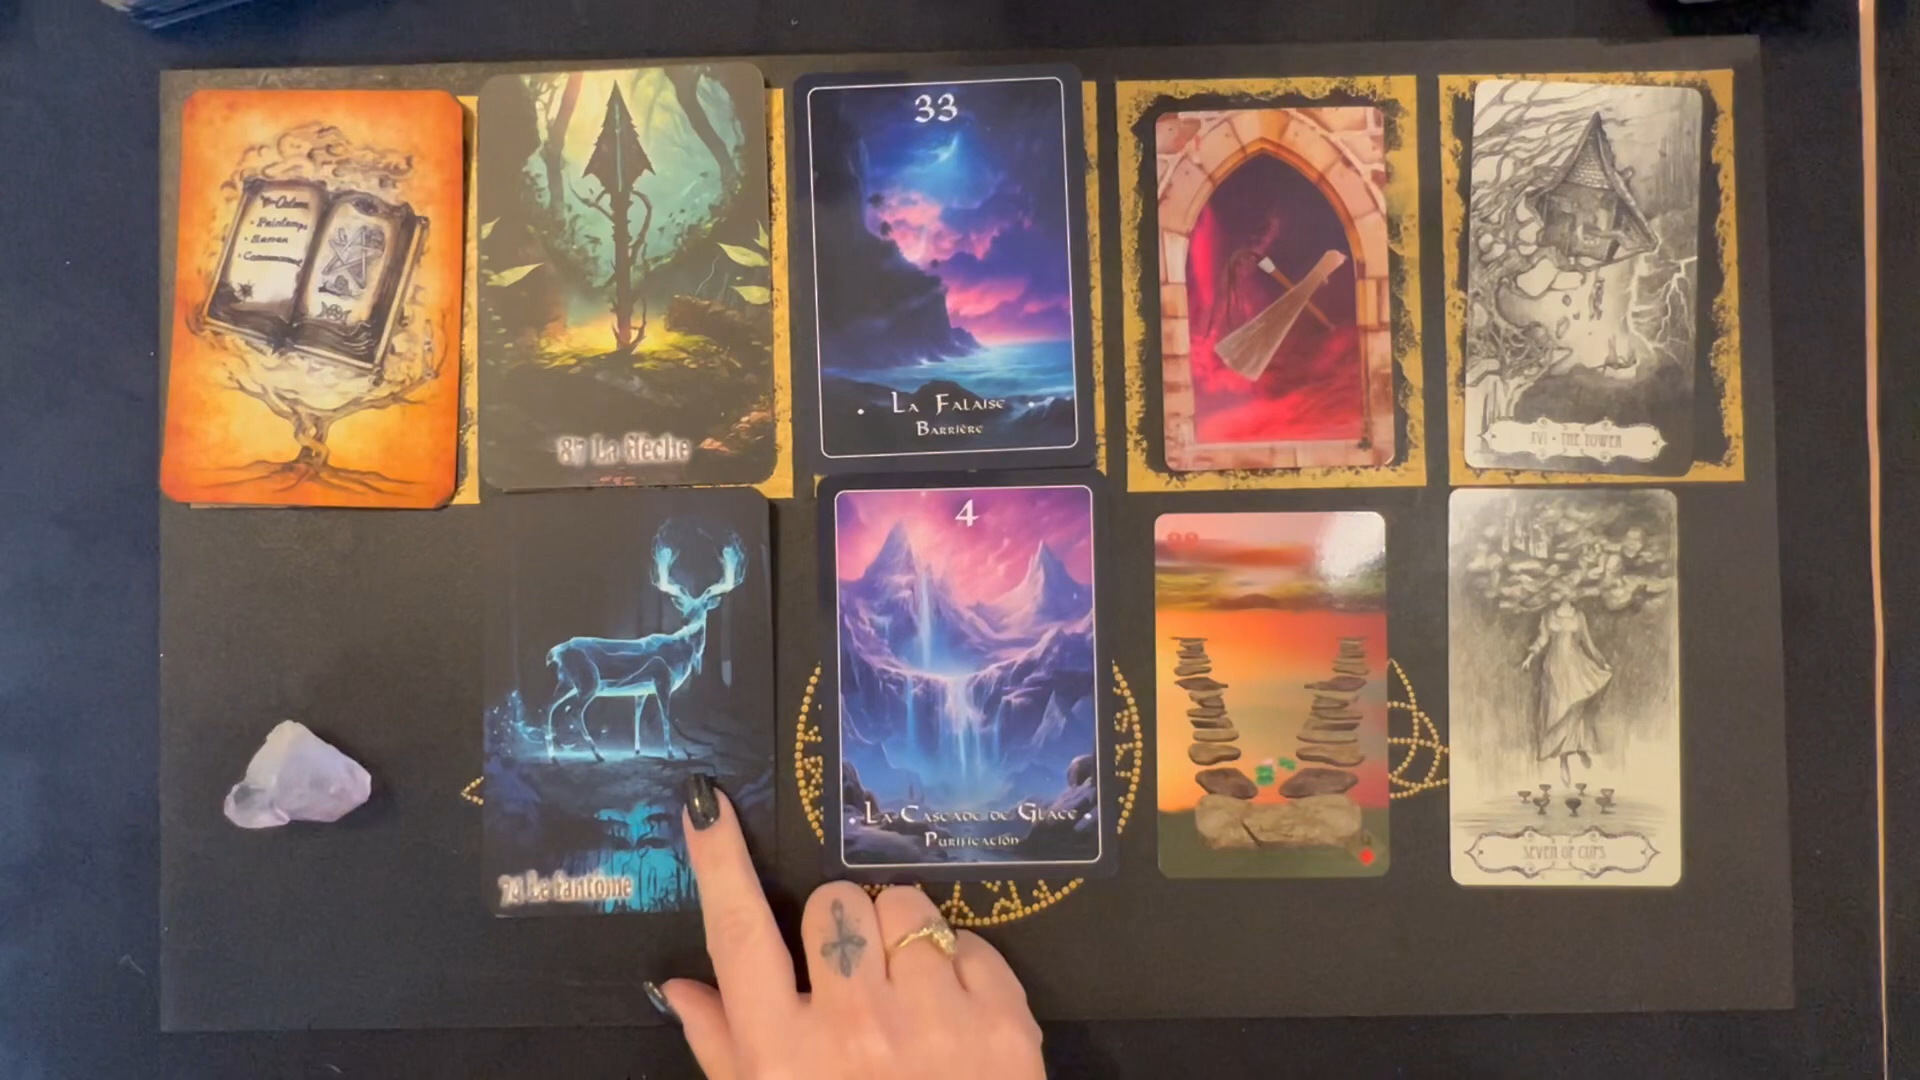 • Humen
87 La flèche
33
La Falaise
Barrière
XVI • THE TOWER
Le fantôme
4
La Cascade de Glace
Purification
SEVEN OF CUPS